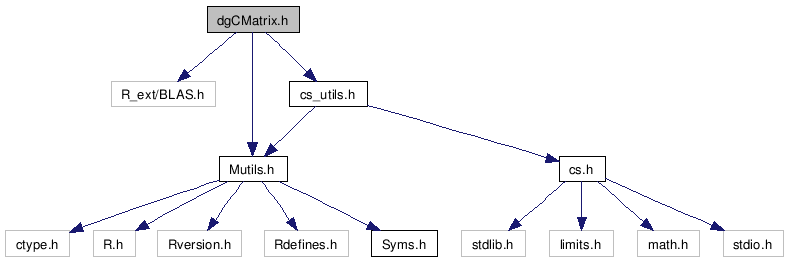 dgCMatrix.h
R_ext/BLAS.h
cs_utils.h
Mutils.h
cs.h
ctype.h
R.h
Rversion.h
Rdefines.h
Syms.h
stdlib.h
limits.h
math.h
stdio.h